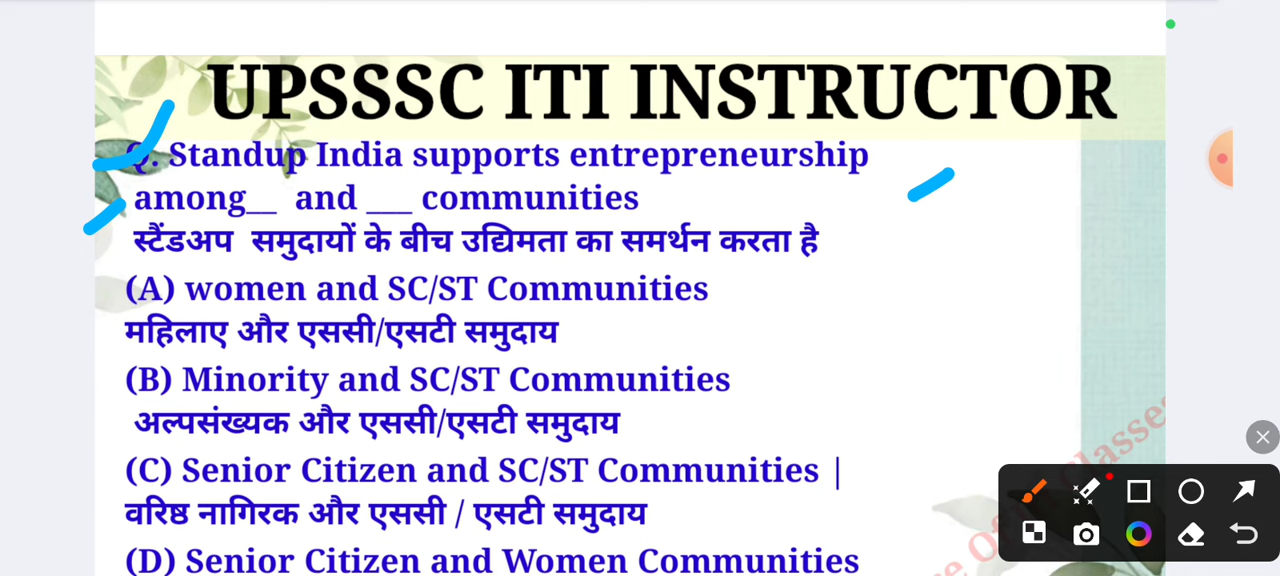 UPSSSC ITI INSTRUCTOR
Q. Standup India supports entrepreneurship
among__ and ___ communities
स्टैंडअप समुदायों के बीच उद्यिमता का समर्थन करता है
(A) women and SC/ST Communities
महिलाए और एससी/एसटी समुदाय
(B) Minority and SC/ST Communities
अल्पसंख्यक और एससी/एसटी समुदाय
(C) Senior Citizen and SC/ST Communities |
वरिष्ठ नागिरक और एससी / एसटी समुदाय
(D) Senior Citizen and Women Communities
Classes